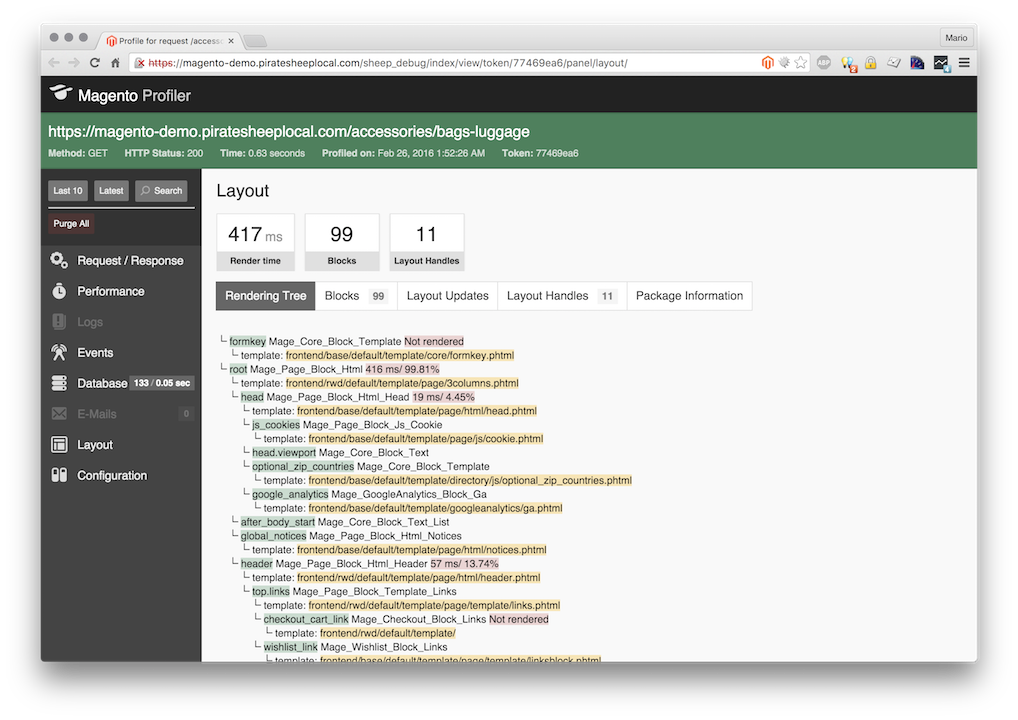 Profile for request /access
Mario
https://magento-demo.piratesheeplocal.com/sheep_debug/index/view/token/77469ea6/panel/layout/
ABP
Magento Profiler
https://magento-demo.piratesheeplocal.com/accessories/bags-luggage
Method: GET HTTP Status: 200 Time: 0.63 seconds Profiled on: Feb 26, 2016 1:52:26 AM Token: 77469ea6
Last 10 Latest Search
Purge All
Request / Response
Performance
Logs
Events
Database 133 / 0.05 sec
E-Mails 0
Layout
Configuration
Layout
417 ms 99 11
Render time Blocks Layout Handles
Rendering Tree Blocks 99 Layout Updates Layout Handles 11 Package Information
formkey Mage_Core_Block_Template Not rendered
template: frontend/base/default/template/core/formkey.phtml
root Mage_Page_Block_Html 416 ms/ 99.81%
template: frontend/rwd/default/template/page/3columns.phtml
head Mage_Page_Block_Html_Head 19 ms/ 4.45%
template: frontend/base/default/template/page/html/head.phtml
js_cookies Mage_Page_Block_Js_Cookie
template: frontend/base/default/template/page/js/cookie.phtml
head.viewport Mage_Core_Block_Text
optional_zip_countries Mage_Core_Block_Template
template: frontend/base/default/template/directory/js/optional_zip_countries.phtml
google_analytics Mage_GoogleAnalytics_Block_Ga
template: frontend/base/default/template/googleanalytics/ga.phtml
after_body_start Mage_Core_Block_Text_List
global_notices Mage_Page_Block_Html_Notices
template: frontend/base/default/template/page/html/notices.phtml
header Mage_Page_Block_Html_Header 57 ms/ 13.74%
template: frontend/rwd/default/template/page/html/header.phtml
top.links Mage_Page_Block_Template_Links
template: frontend/rwd/default/template/page/template/links.phtml
checkout_cart_link Mage_Checkout_Block_Links Not rendered
template: frontend/rwd/default/template/
wishlist_link Mage_Wishlist_Block_Links
template: frontend/base/default/template/page/template/linksblock.phtml